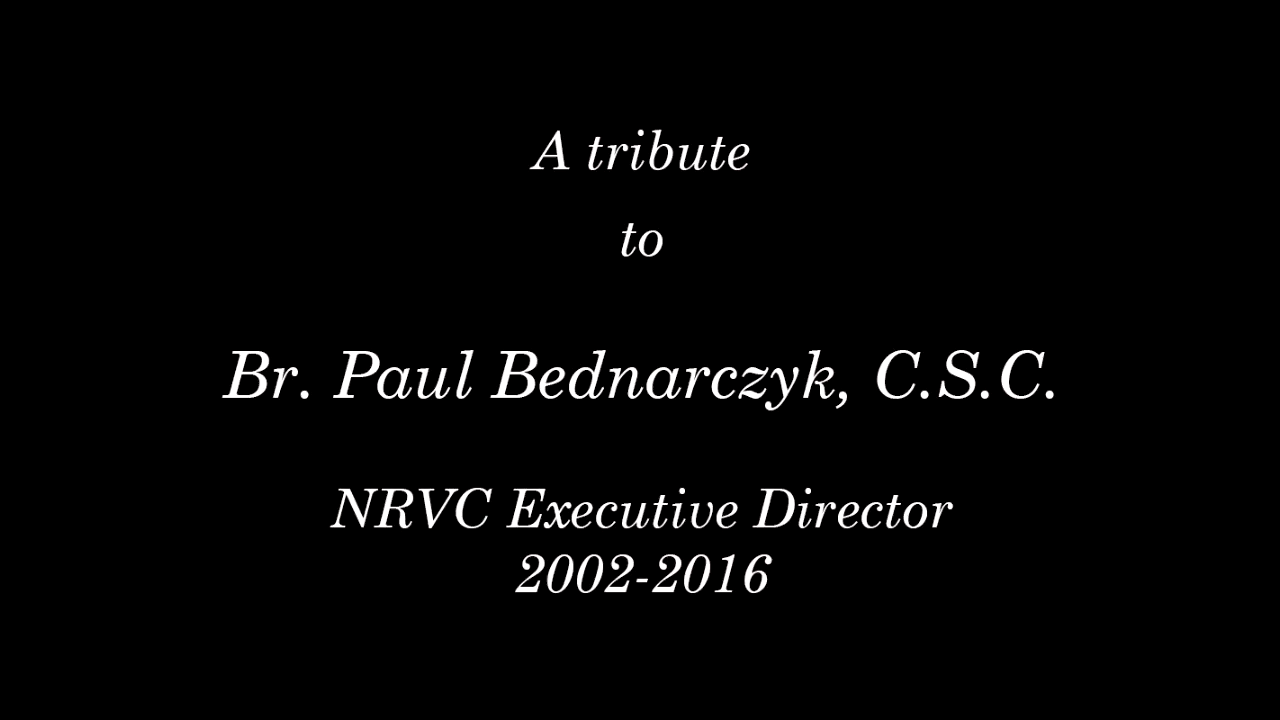 A tribute
to
Br. Paul Bednarczyk, C.S.C.
NRVC Executive Director
2002-2016